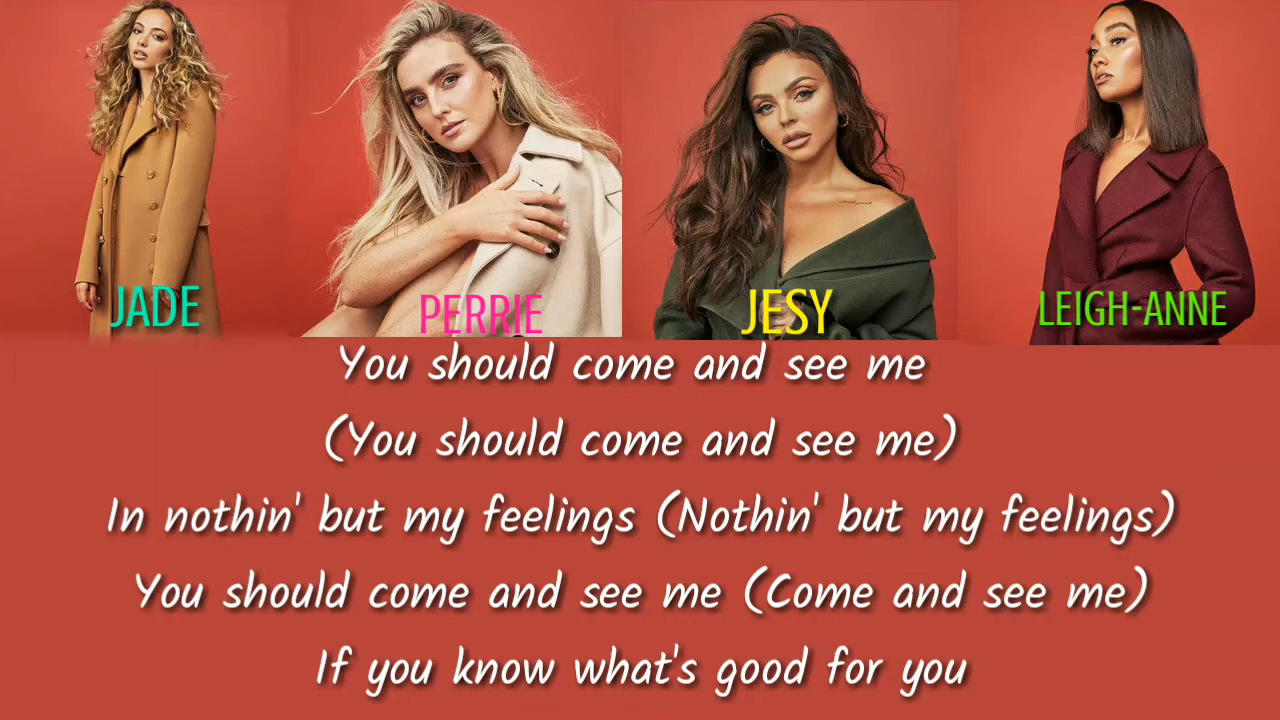 JADE
PERRIE
JESY
LEIGH-ANNE
You should come and see me
(You should come and see me)
In nothin' but my feelings (Nothin' but my feelings)
You should come and see me (Come and see me)
If you know what's good for you